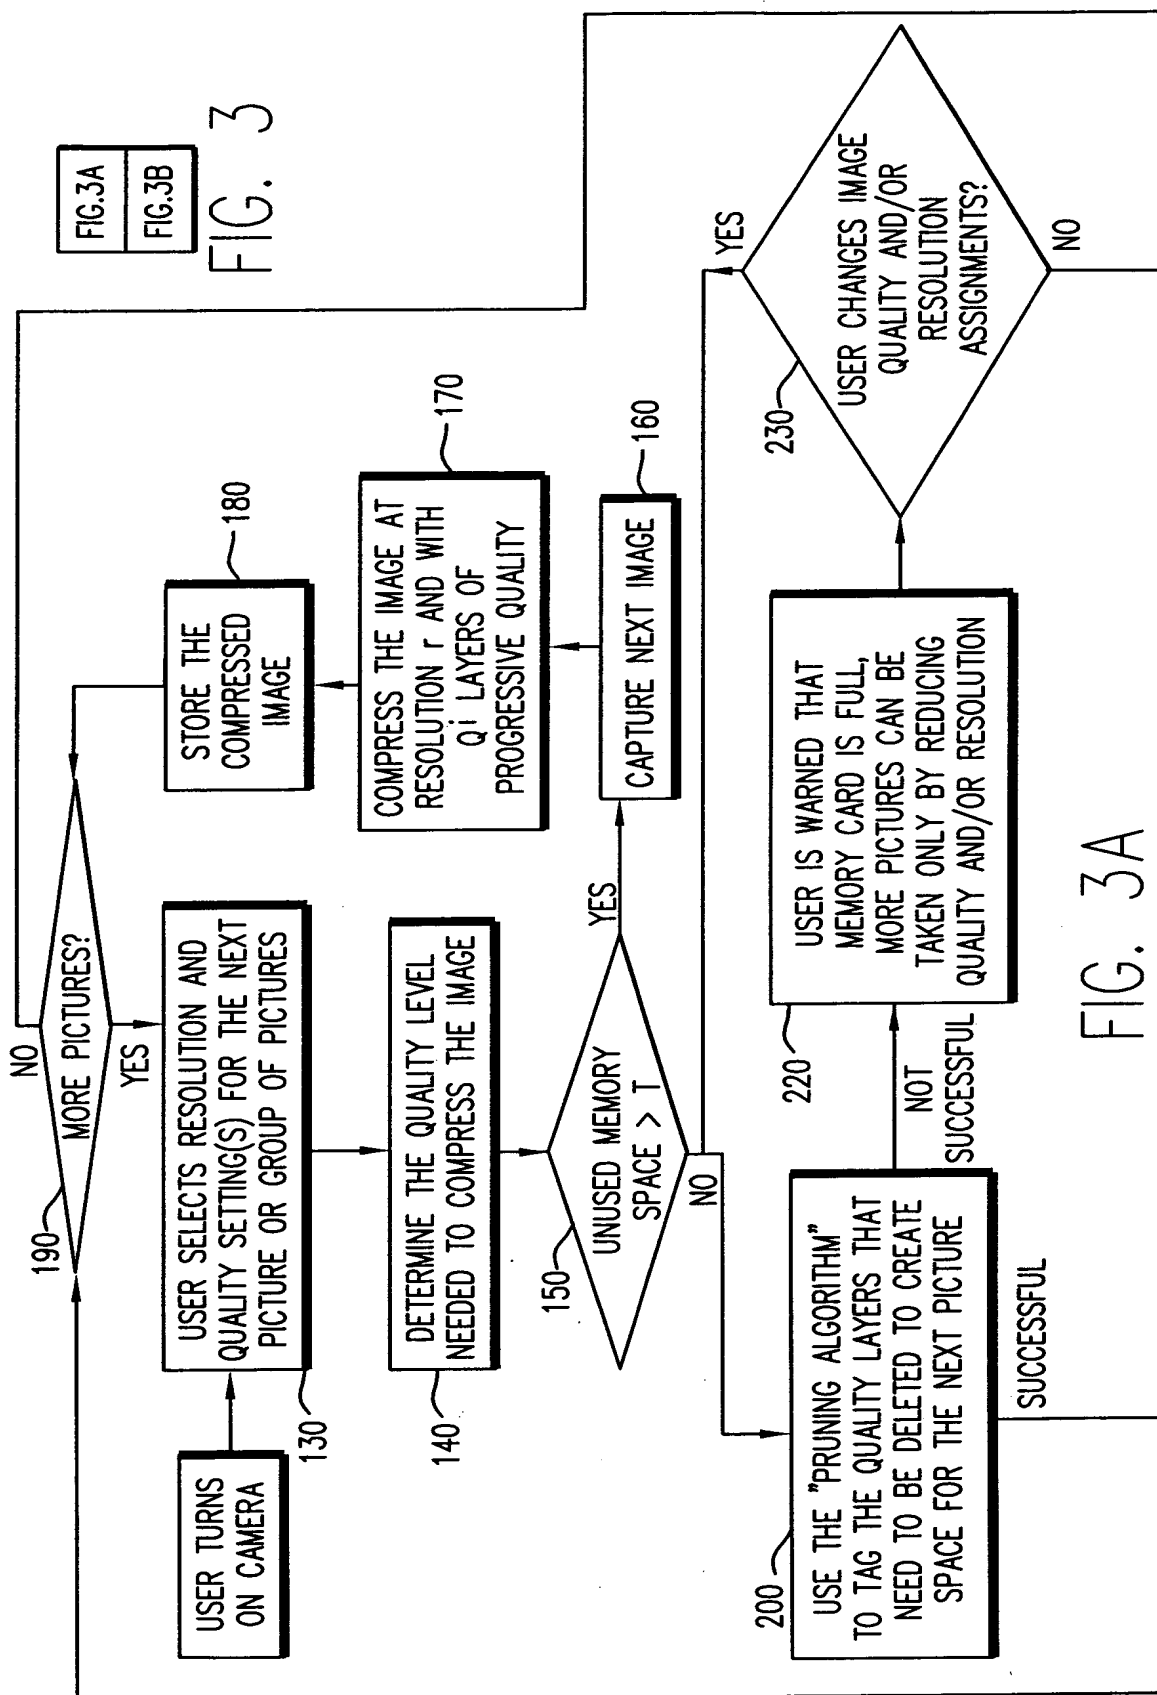 FIG.3A
FIG.3B
FIG. 3
NO
190
MORE PICTURES?
YES
USER TURNS
ON CAMERA
130
USER SELECTS RESOLUTION AND
QUALITY SETTING(S) FOR THE NEXT
PICTURE OR GROUP OF PICTURES
140
DETERMINE THE QUALITY LEVEL
NEEDED TO COMPRESS THE IMAGE
150
UNUSED MEMORY
SPACE > T
YES
NO
160
CAPTURE NEXT IMAGE
170
COMPRESS THE IMAGE AT
RESOLUTION r AND WITH
Qi LAYERS OF
PROGRESSIVE QUALITY
180
STORE THE
COMPRESSED
IMAGE
200
USE THE "PRUNING ALGORITHM"
TO TAG THE QUALITY LAYERS THAT
NEED TO BE DELETED TO CREATE
SPACE FOR THE NEXT PICTURE
SUCCESSFUL
NOT
SUCCESSFUL
220
USER IS WARNED THAT
MEMORY CARD IS FULL,
MORE PICTURES CAN BE
TAKEN ONLY BY REDUCING
QUALITY AND/OR RESOLUTION
230
USER CHANGES IMAGE
QUALITY AND/OR
RESOLUTION
ASSIGNMENTS?
YES
NO
FIG. 3A